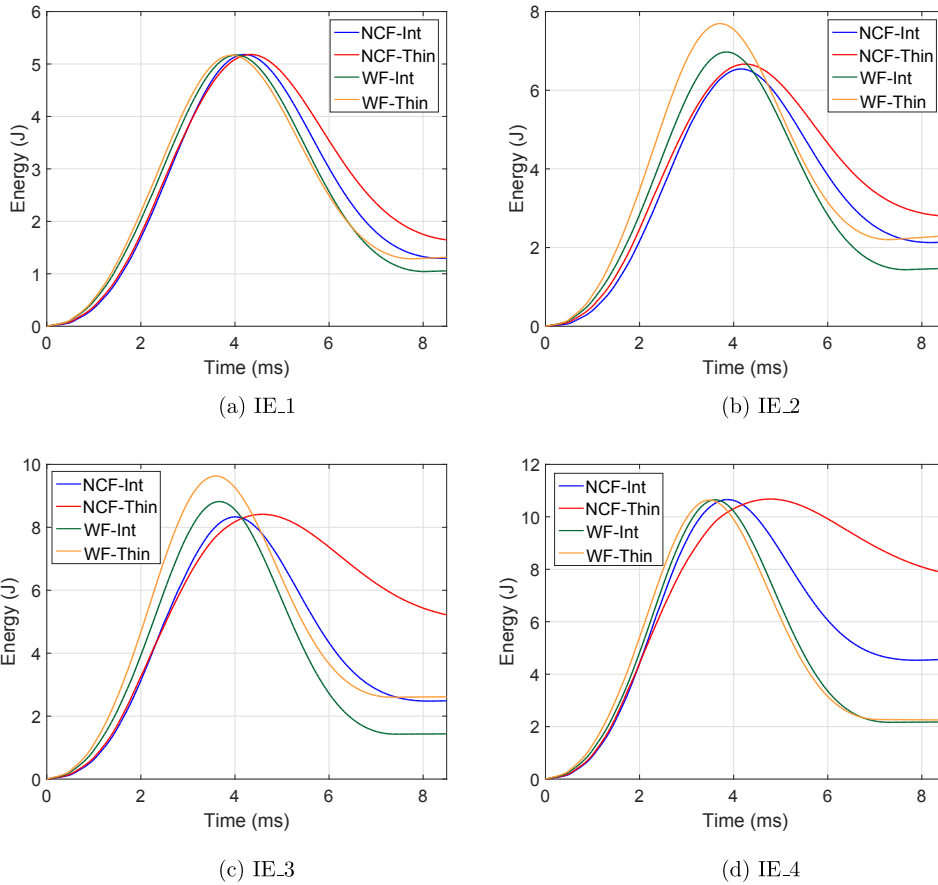 6
5
4
3
2
1
0
Energy (J)
NCF-Int
NCF-Thin
WF-Int
WF-Thin
0 2 4 6 8
Time (ms)
(a) IE_1
8
6
4
2
0
Energy (J)
NCF-Int
NCF-Thin
WF-Int
WF-Thin
0 2 4 6 8
Time (ms)
(b) IE_2
10
8
6
4
2
0
Energy (J)
NCF-Int
NCF-Thin
WF-Int
WF-Thin
0 2 4 6 8
Time (ms)
(c) IE_3
12
10
8
6
4
2
0
Energy (J)
NCF-Int
NCF-Thin
WF-Int
WF-Thin
0 2 4 6 8
Time (ms)
(d) IE_4